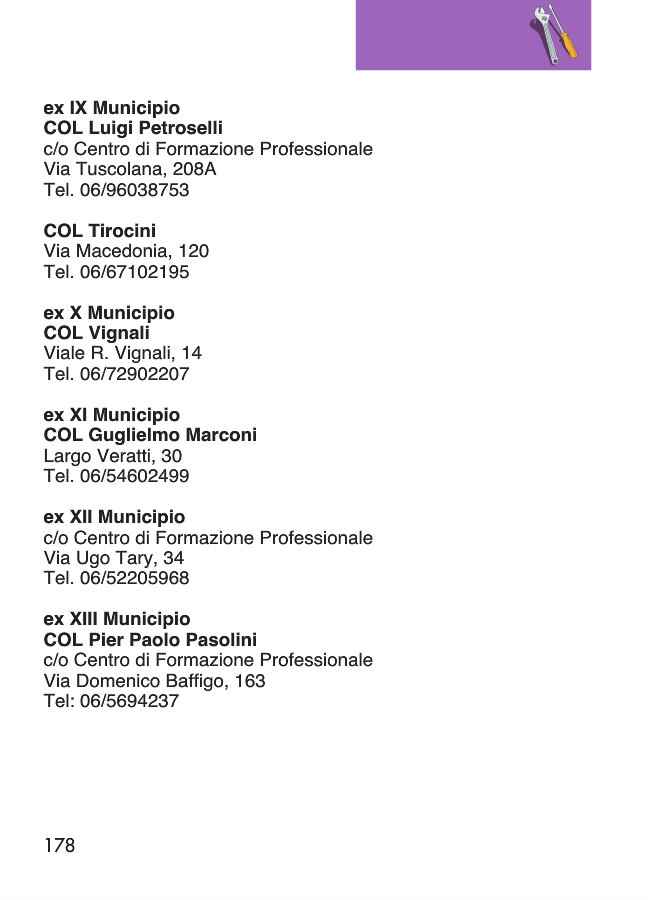 ex IX Municipio
COL Luigi Petroselli
c/o Centro di Formazione Professionale
Via Tuscolana, 208A
Tel. 06/96038753
COL Tirocini
Via Macedonia, 120
Tel. 06/67102195
ex X Municipio
COL Vignali
Viale R. Vignali, 14
Tel. 06/72902207
ex XI Municipio
COL Guglielmo Marconi
Largo Veratti, 30
Tel. 06/54602499
ex XII Municipio
c/o Centro di Formazione Professionale
Via Ugo Tary, 34
Tel. 06/52205968
ex XIII Municipio
COL Pier Paolo Pasolini
c/o Centro di Formazione Professionale
Via Domenico Baffigo, 163
Tel: 06/5694237
178